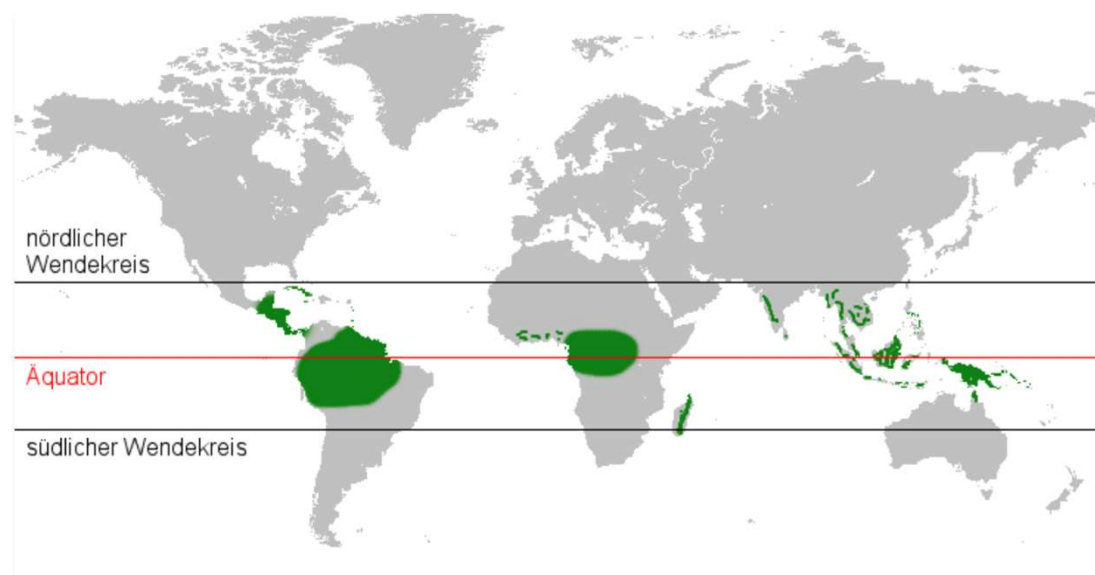 nördlicher
Wendekreis
Äquator
südlicher Wendekreis